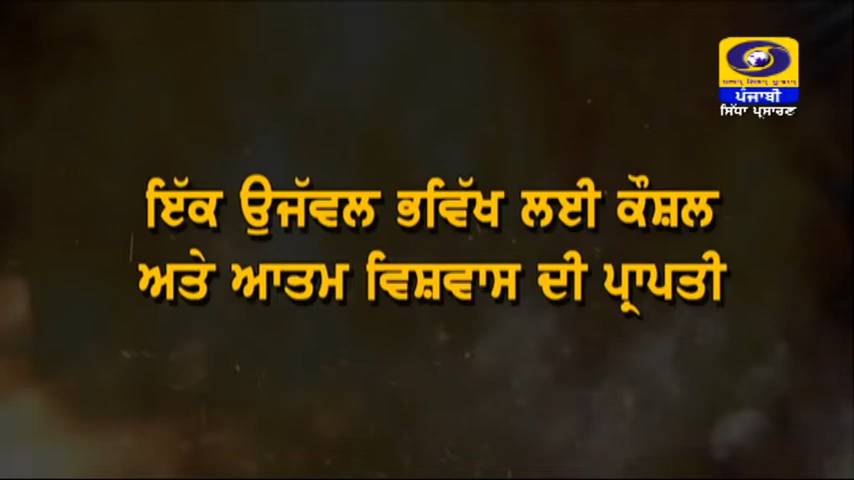 ਪੰਜਾਬੀ
ਸਿੱਧਾ ਪ੍ਰਸਾਰਣ
ਇੱਕ ਉਜੱਵਲ ਭਵਿੱਖ ਲਈ ਕੌਸ਼ਲ
ਅਤੇ ਆਤਮ ਵਿਸ਼ਵਾਸ ਦੀ ਪ੍ਰਾਪਤੀ